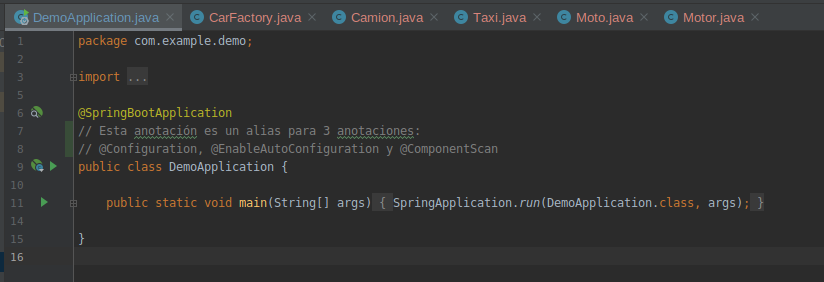 DemoApplication.java CarFactory.java Camion.java Taxi.java Moto.java Motor.java
1 package com.example.demo;
2
3 import ...
5
6 @SpringBootApplication
7 // Esta anotación es un alias para 3 anotaciones:
8 // @Configuration, @EnableAutoConfiguration y @ComponentScan
9 public class DemoApplication {
10
11 public static void main(String[] args) { SpringApplication.run(DemoApplication.class, args); }
14
15 }
16